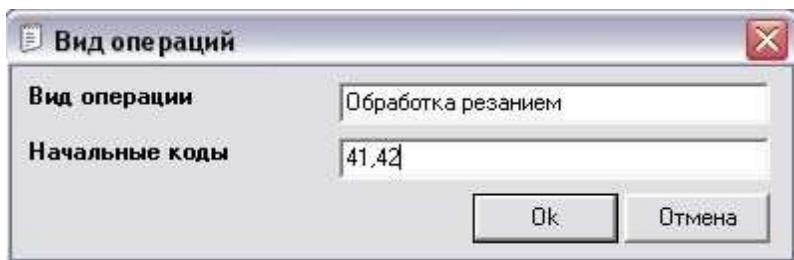 Вид операций
Вид операции Обработка резанием
Начальные коды 41,42
Ok Отмена